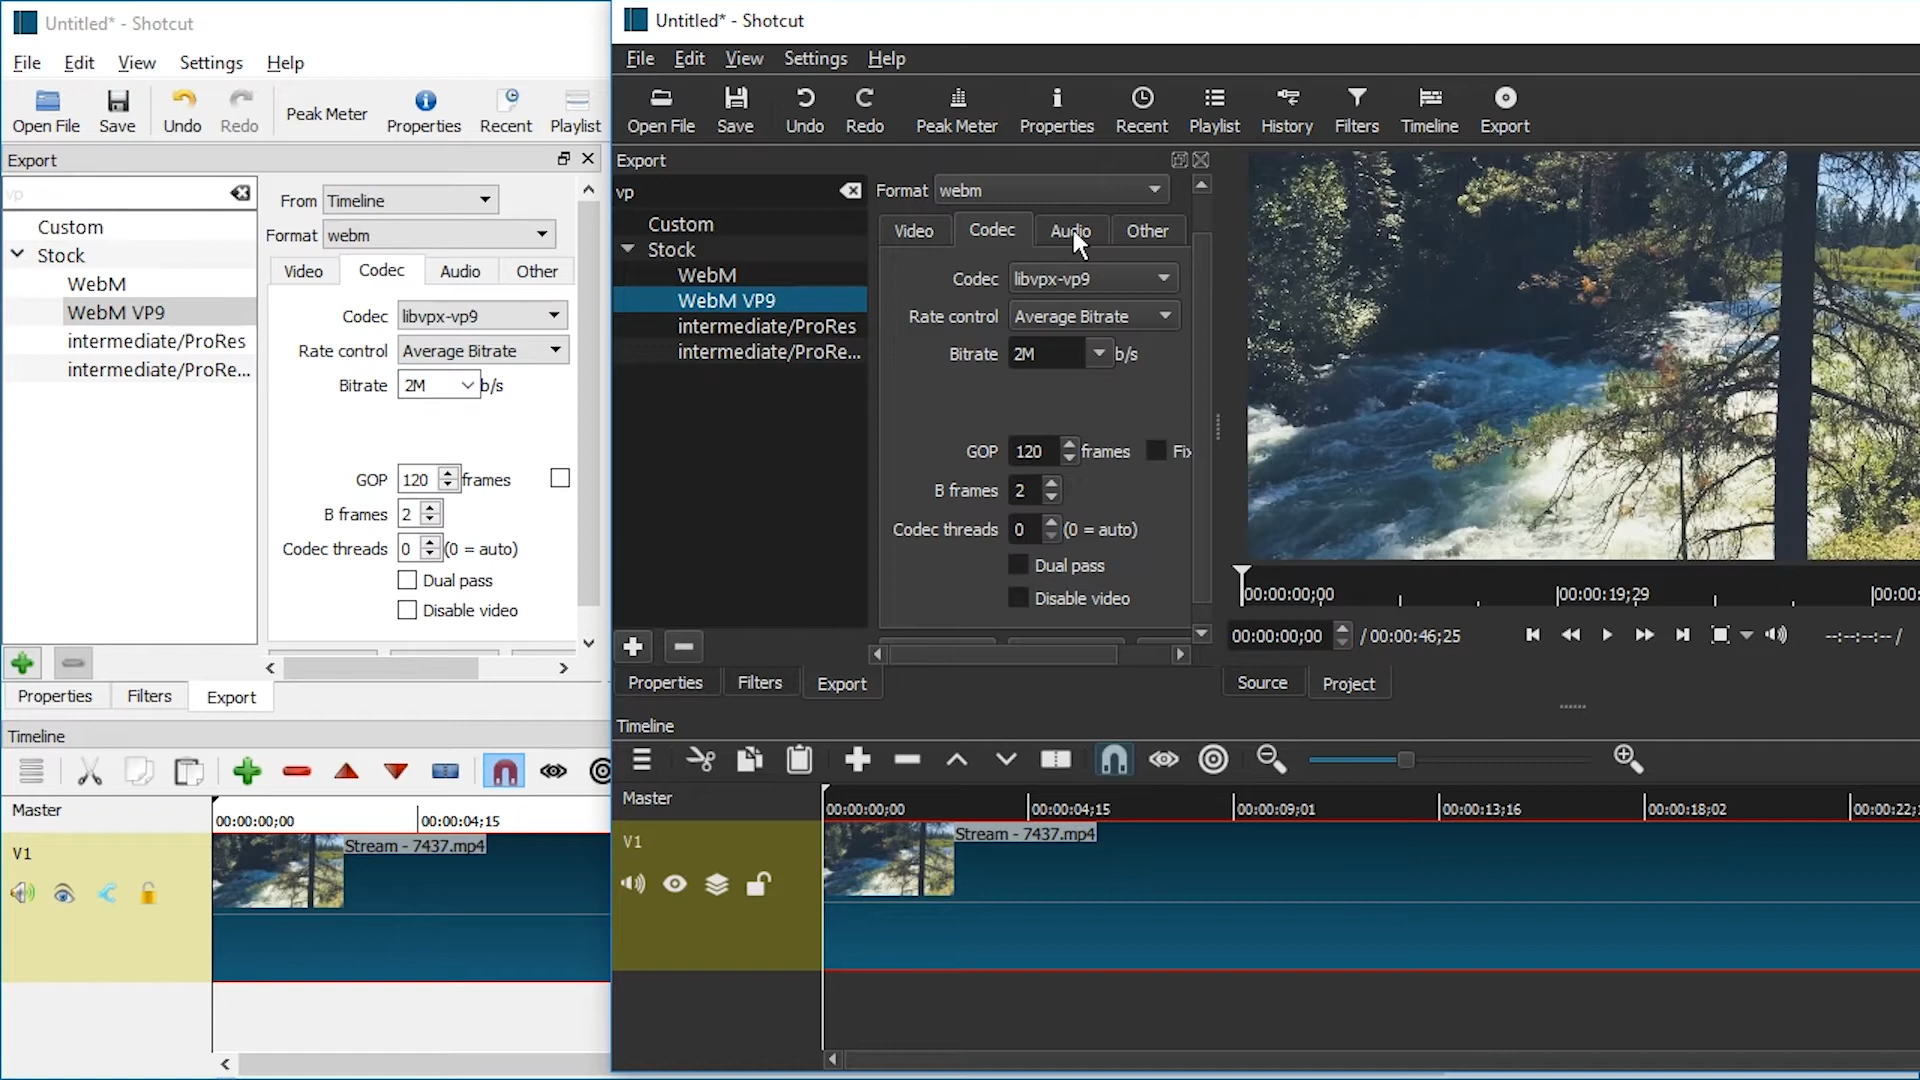 Untitled* - Shotcut
File Edit View Settings Help
Open File Save Undo Redo Peak Meter Properties Recent Playlist
Export
vp
Custom
Stock
WebM
WebM VP9
intermediate/ProRes
intermediate/ProRe...
From Timeline
Format webm
Video Codec Audio Other
Codec libvpx-vp9
Rate control Average Bitrate
Bitrate 2M b/s
GOP 120 frames
B frames 2
Codec threads 0 (0 = auto)
Dual pass
Disable video
Properties Filters Export
Timeline
Master
00:00:00;00 00:00:04;15
V1
Stream - 7437.mp4
Untitled* - Shotcut
File Edit View Settings Help
Open File Save Undo Redo Peak Meter Properties Recent Playlist History Filters Timeline Export
Export
vp
Custom
Stock
WebM
WebM VP9
intermediate/ProRes
intermediate/ProRe...
Format webm
Video Codec Audio Other
Codec libvpx-vp9
Rate control Average Bitrate
Bitrate 2M b/s
GOP 120 frames Fix
B frames 2
Codec threads 0 (0 = auto)
Dual pass
Disable video
Properties Filters Export
00:00:00;00 00:00:19;29 00:00
00:00:00;00 / 00:00:46;25 --:--:--:-- /
Source Project
Timeline
Master
00:00:00;00 00:00:04;15 00:00:09;01 00:00:13;16 00:00:18;02 00:00:22;
V1
Stream - 7437.mp4